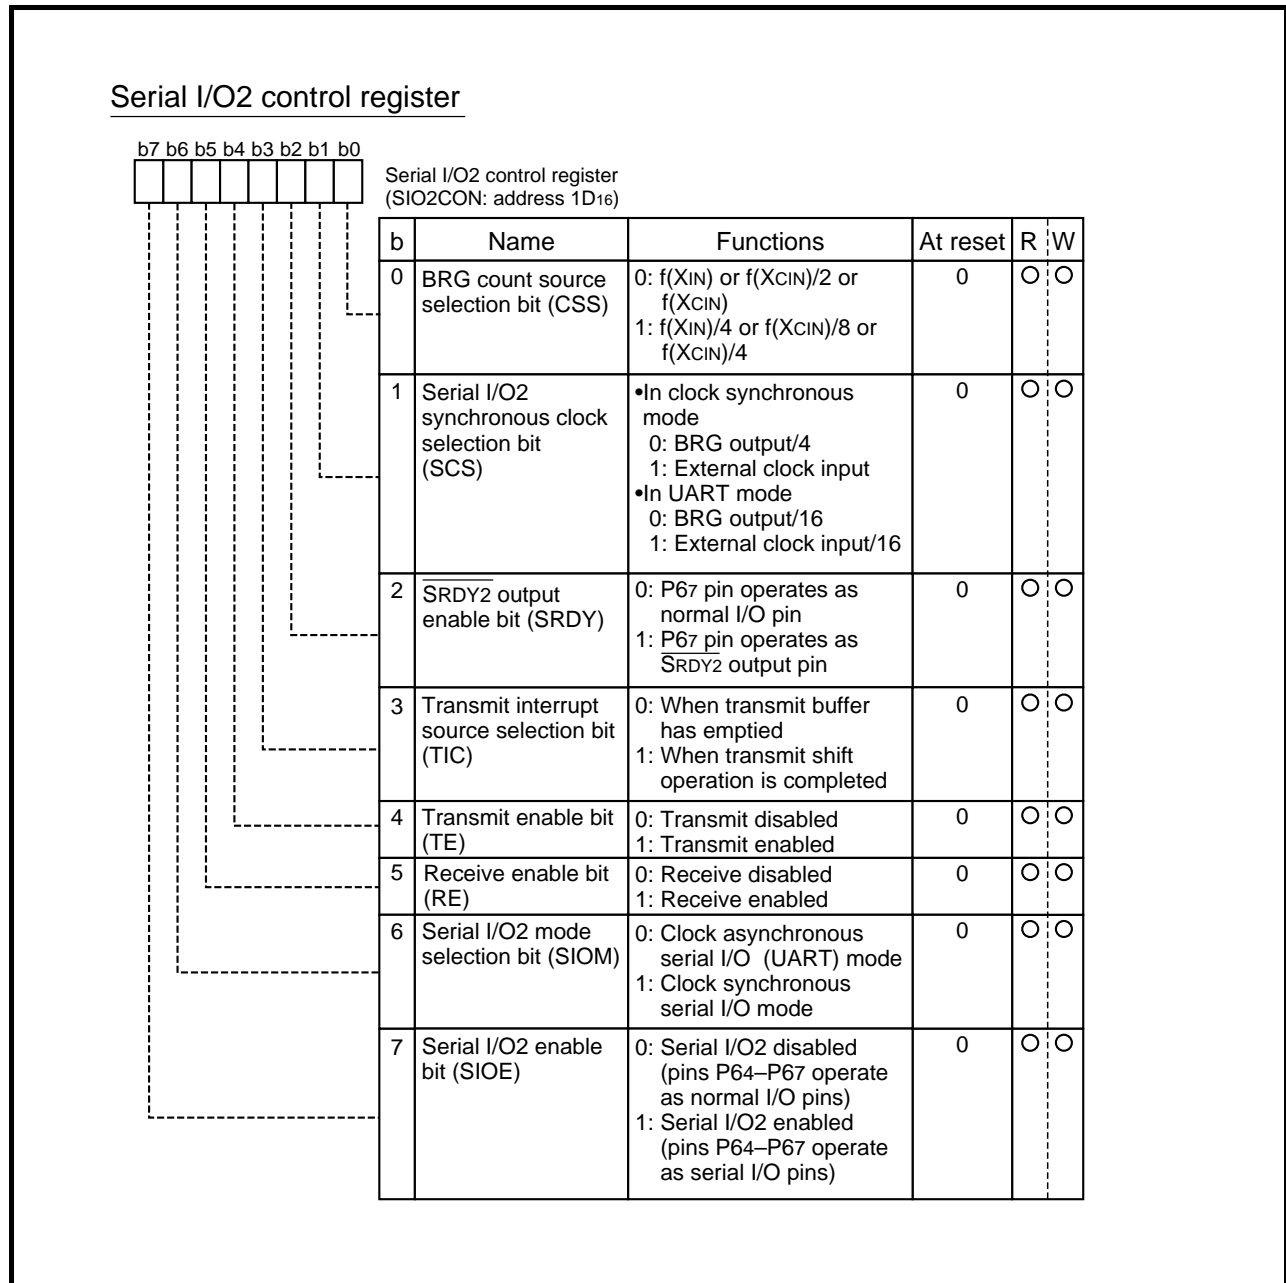 Serial I/O2 control register
b7 b6 b5 b4 b3 b2 b1 b0
Serial I/O2 control register
(SIO2CON: address 1D16)
b Name Functions At reset R W
0 BRG count source selection bit (CSS)
0: f(XIN) or f(XCIN)/2 or
f(XCIN)
1: f(XIN)/4 or f(XCIN)/8 or
f(XCIN)/4
0
1 Serial I/O2
synchronous clock
selection bit
(SCS)
•In clock synchronous
mode
0: BRG output/4
1: External clock input
•In UART mode
0: BRG output/16
1: External clock input/16
0
2 SRDY2 output
enable bit (SRDY)
0: P67 pin operates as
normal I/O pin
1: P67 pin operates as
SRDY2 output pin
0
3 Transmit interrupt
source selection bit
(TIC)
0: When transmit buffer
has emptied
1: When transmit shift
operation is completed
0
4 Transmit enable bit
(TE)
0: Transmit disabled
1: Transmit enabled
0
5 Receive enable bit
(RE)
0: Receive disabled
1: Receive enabled
0
6 Serial I/O2 mode
selection bit (SIOM)
0: Clock asynchronous
serial I/O (UART) mode
1: Clock synchronous
serial I/O mode
0
7 Serial I/O2 enable
bit (SIOE)
0: Serial I/O2 disabled
(pins P64–P67 operate
as normal I/O pins)
1: Serial I/O2 enabled
(pins P64–P67 operate
as serial I/O pins)
0